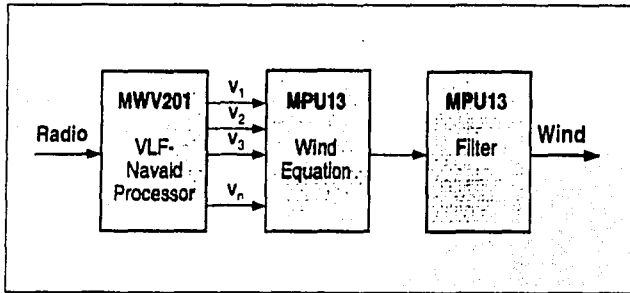 Radio
MWV201
VLF-
Navaid
Processor
V₁
V₂
V₃
Vₙ
MPU13
Wind
Equation
MPU13
Filter
Wind